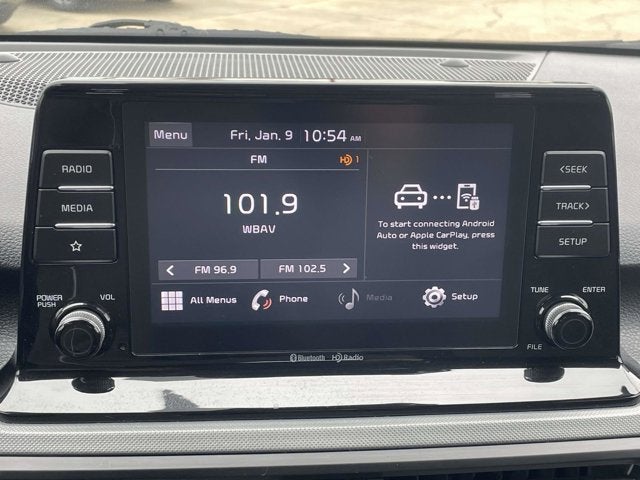 Menu Fri, Jan. 9 10:54 AM
FM HD 1
101.9
WBAV
< FM 96.9 FM 102.5 >
To start connecting Android
Auto or Apple CarPlay, press
this widget.
All Menus Phone Media Setup
RADIO
MEDIA
POWER
PUSH
VOL
<SEEK
TRACK>
SETUP
TUNE
ENTER
FILE
Bluetooth HD Radio